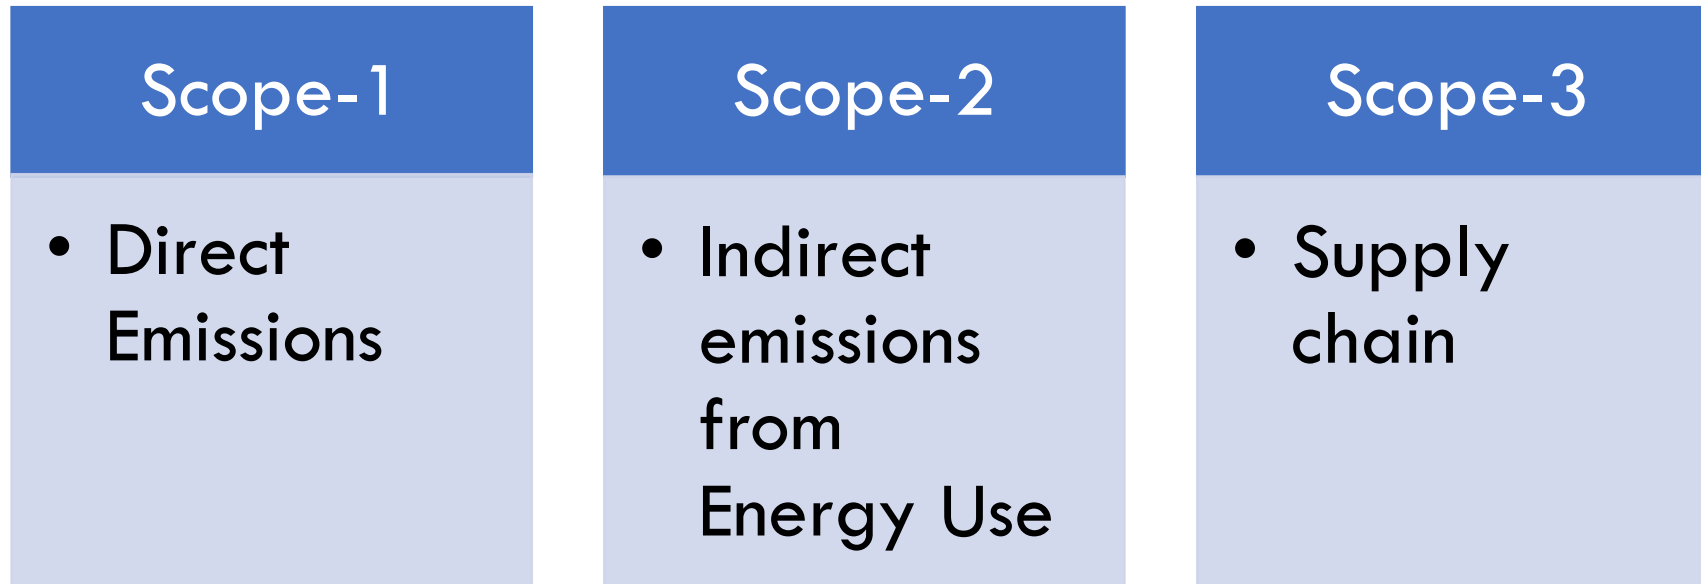 Scope-1
• Direct
Emissions
Scope-2
• Indirect
emissions
from
Energy Use
Scope-3
• Supply
chain